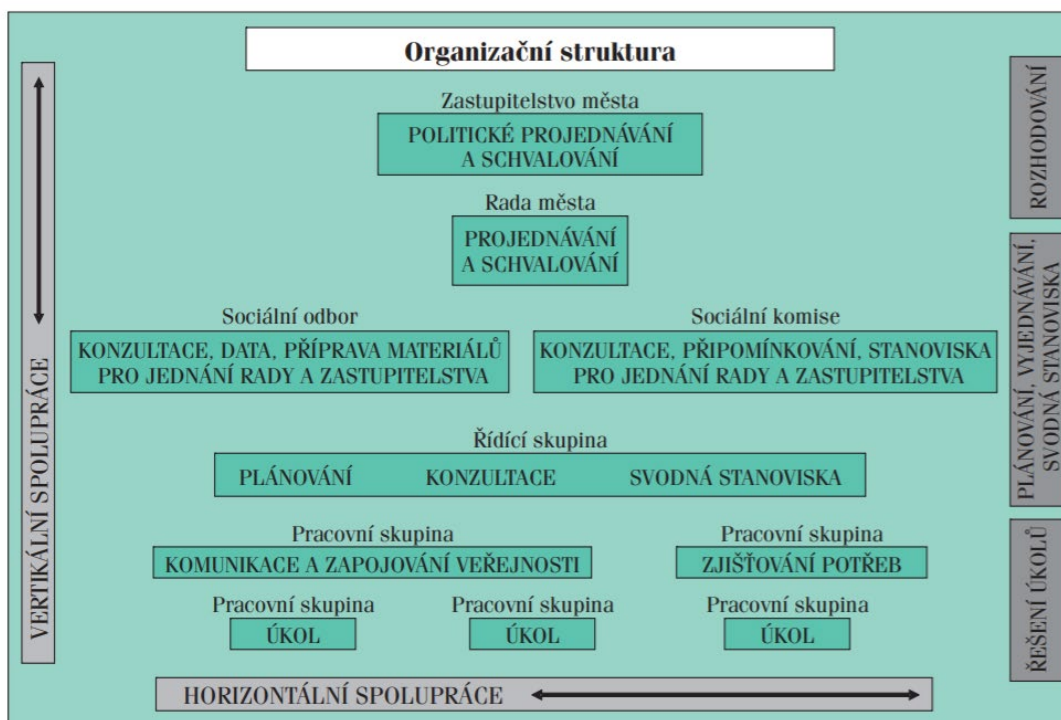 Organizační struktura
Zastupitelstvo města
POLITICKÉ PROJEDNÁVÁNÍ
A SCHVALOVÁNÍ
Rada města
PROJEDNÁVÁNÍ
A SCHVALOVÁNÍ
Sociální odbor
KONZULTACE, DATA, PŘÍPRAVA MATERIÁLŮ
PRO JEDNÁNÍ RADY A ZASTUPITELSTVA
Sociální komise
KONZULTACE, PŘIPOMÍNKOVÁNÍ, STANOVISKA
PRO JEDNÁNÍ RADY A ZASTUPITELSTVA
Řídící skupina
PLÁNOVÁNÍ KONZULTACE SVODNÁ STANOVISKA
Pracovní skupina
KOMUNIKACE A ZAPOJOVÁNÍ VEŘEJNOSTI
Pracovní skupina
ZJIŠŤOVÁNÍ POTŘEB
Pracovní skupina
ÚKOL
Pracovní skupina
ÚKOL
Pracovní skupina
ÚKOL
HORIZONTÁLNÍ SPOLUPRÁCE
VERTIKÁLNÍ SPOLUPRÁCE
ROZHODOVÁNÍ
PLÁNOVÁNÍ, VYJEDNÁVÁNÍ,
SVODNÁ STANOVISKA
ŘEŠENÍ ÚKOLŮ